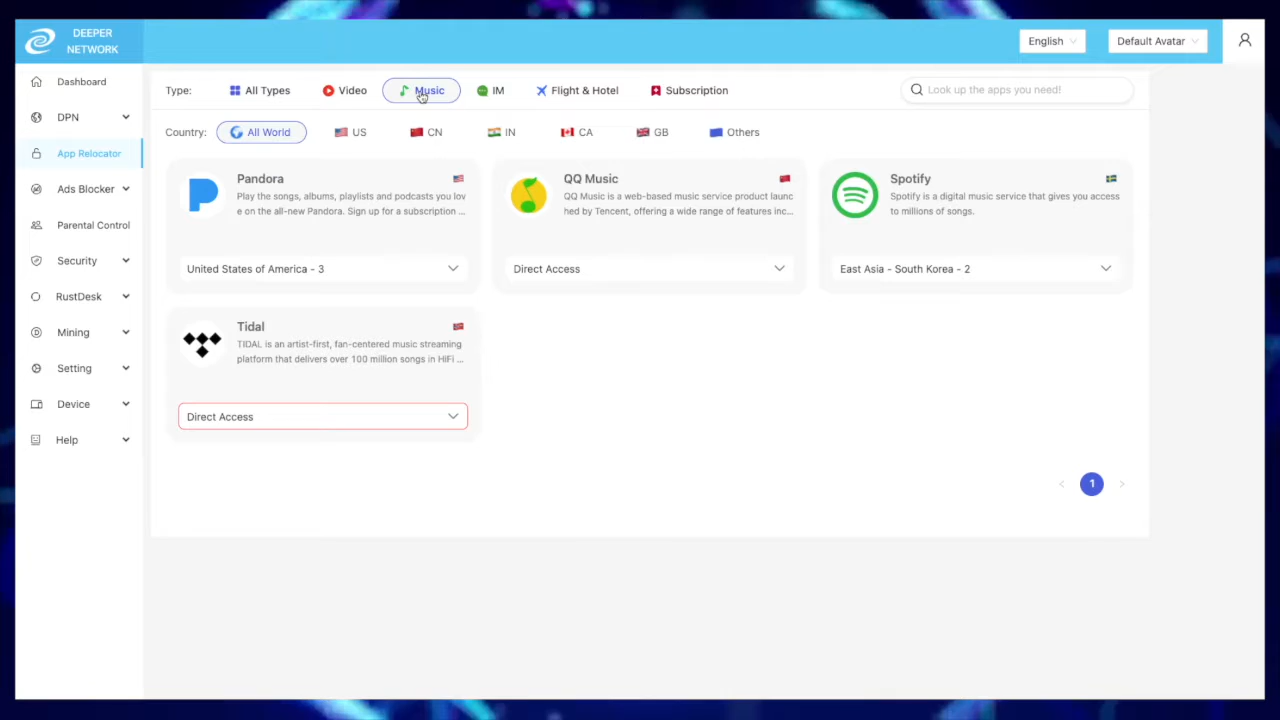 DEEPER
NETWORK
English
Default Avatar
Dashboard
DPN
App Relocator
Ads Blocker
Parental Control
Security
RustDesk
Mining
Setting
Device
Help
Type: All Types Video Music IM Flight & Hotel Subscription
Look up the apps you need!
Country: All World US CN IN CA GB Others
Pandora
Play the songs, albums, playlists and podcasts you lov
e on the all-new Pandora. Sign up for a subscription ...
United States of America - 3
QQ Music
QQ Music is a web-based music service product launc
hed by Tencent, offering a wide range of features inc...
Direct Access
Spotify
Spotify is a digital music service that gives you access
to millions of songs.
East Asia - South Korea - 2
Tidal
TIDAL is an artist-first, fan-centered music streaming
platform that delivers over 100 million songs in HiFi ...
Direct Access
1